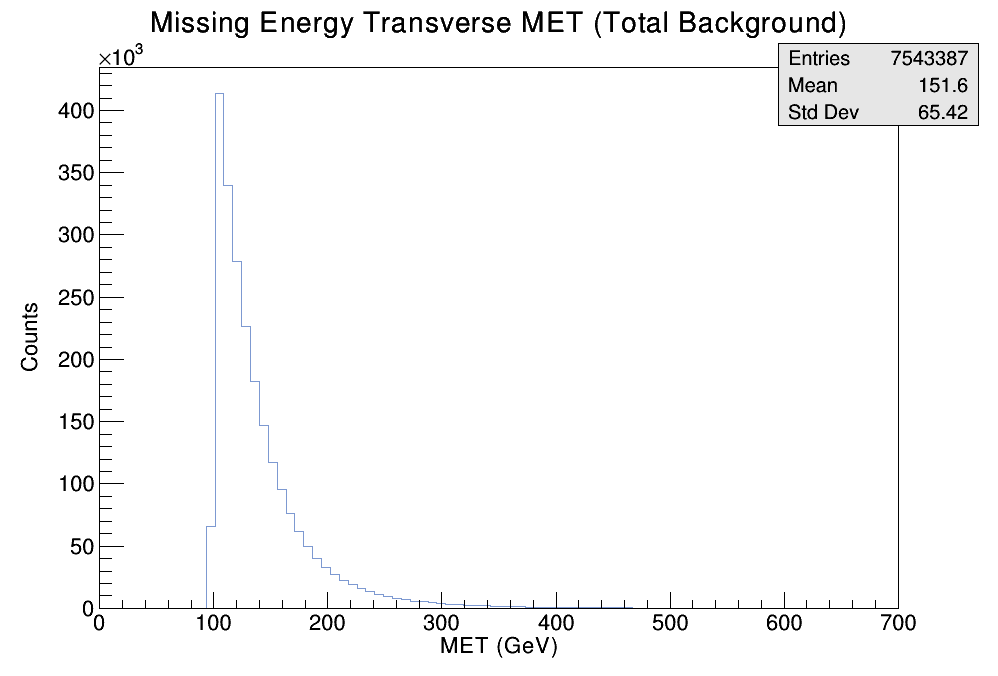 Missing Energy Transverse MET (Total Background)
×10³
Entries 7543387
Mean 151.6
Std Dev 65.42
400
350
300
250
200
150
100
50
0
Counts
0 100 200 300 400 500 600 700
MET (GeV)